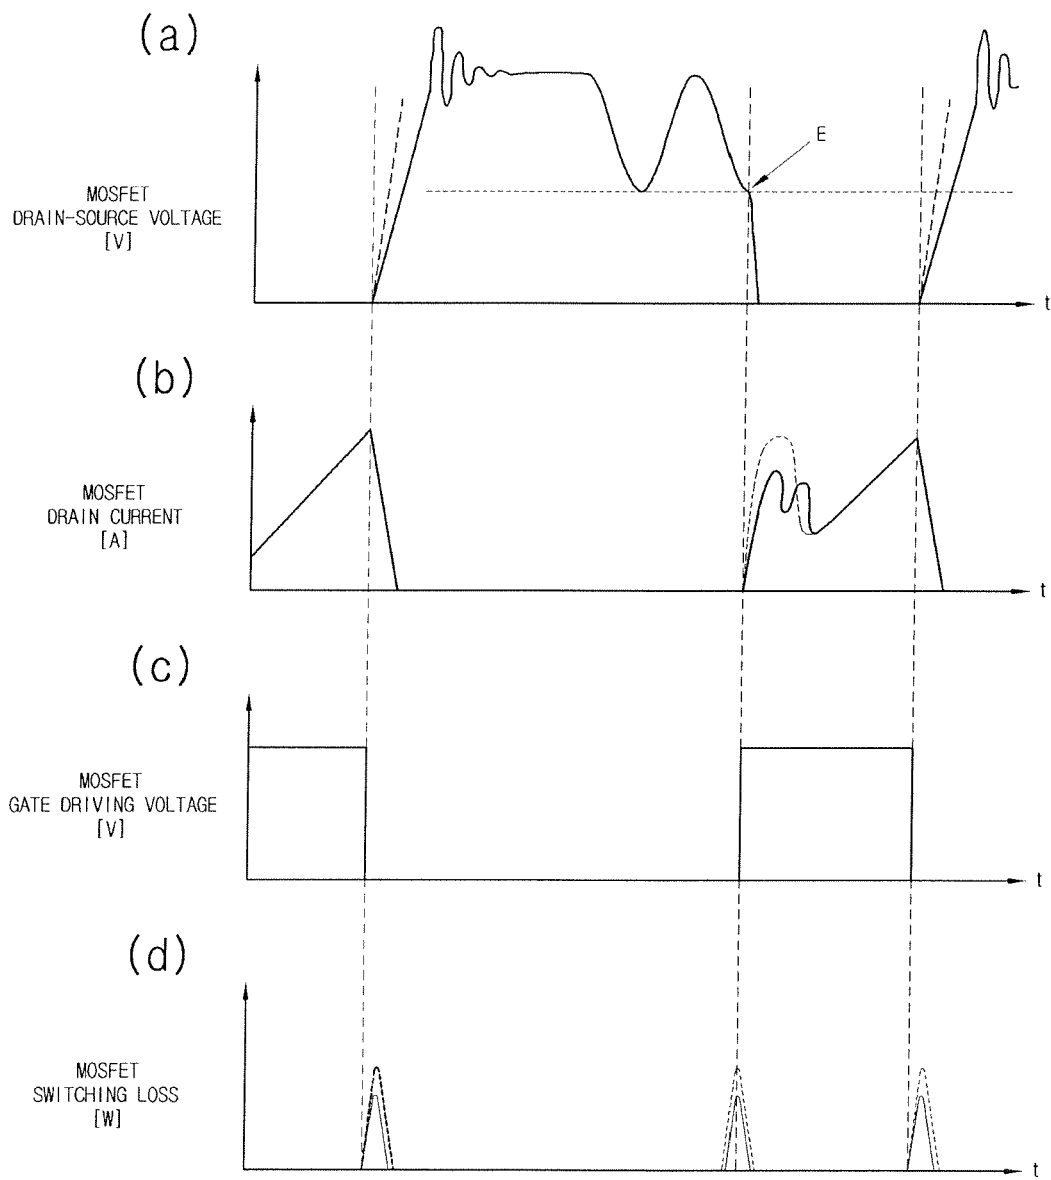 (a)
E
MOSFET
DRAIN-SOURCE VOLTAGE
[V]
t
(b)
MOSFET
DRAIN CURRENT
[A]
t
(c)
MOSFET
GATE DRIVING VOLTAGE
[V]
t
(d)
MOSFET
SWITCHING LOSS
[W]
t